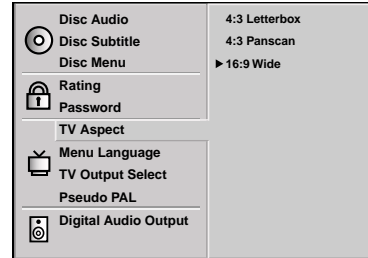 Disc Audio
Disc Subtitle
Disc Menu
Rating
Password
TV Aspect
Menu Language
TV Output Select
Pseudo PAL
Digital Audio Output
4:3 Letterbox
4:3 Panscan
16:9 Wide